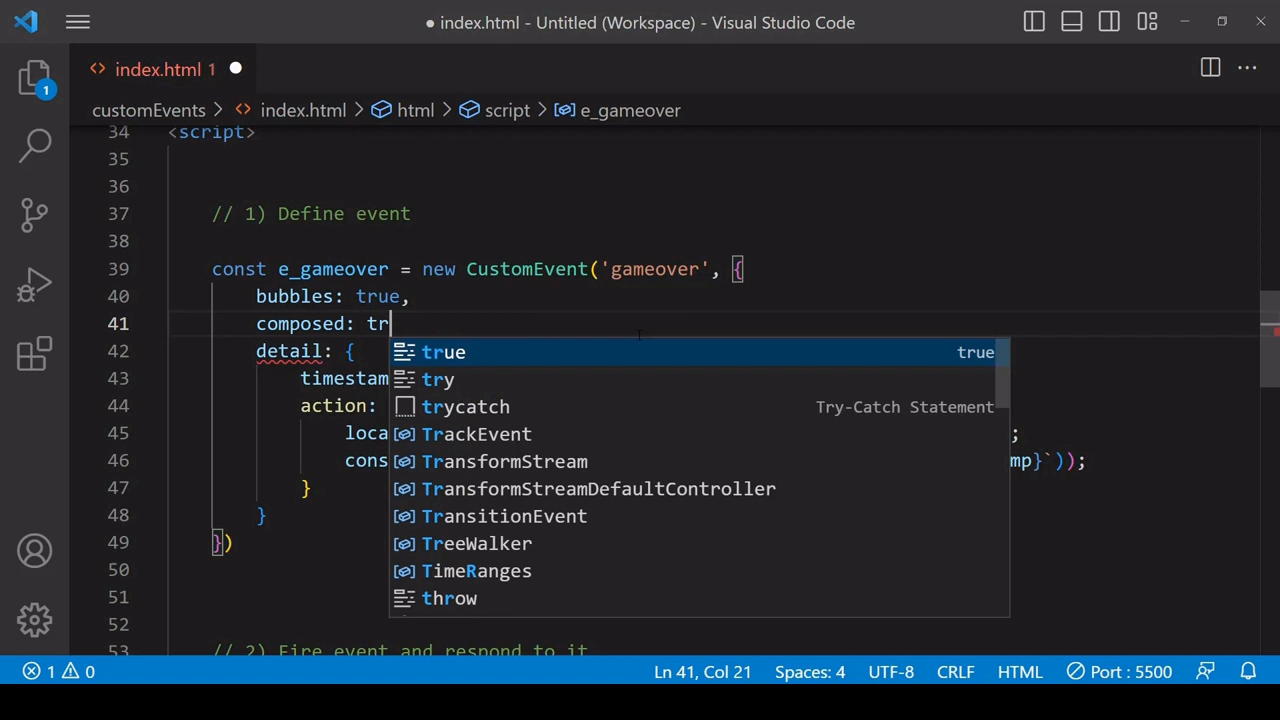 ● index.html - Untitled (Workspace) - Visual Studio Code
1
<> index.html 1 ●
customEvents > <> index.html > html > script > e_gameover
34 <script>
35
36
37 // 1) Define event
38
39 const e_gameover = new CustomEvent('gameover', {
40 bubbles: true,
41 composed: tr
42 detail: {
true true
43 timestam
try
44 action:
trycatch Try-Catch Statement
45 loca ;
TrackEvent
46 cons mp}`));
TransformStream
47 }
TransformStreamDefaultController
48 }
TransitionEvent
49 })
TreeWalker
50
TimeRanges
51
throw
52
53 // 2) Fire event and respond to it
1 0 Ln 41, Col 21 Spaces: 4 UTF-8 CRLF HTML Port : 5500